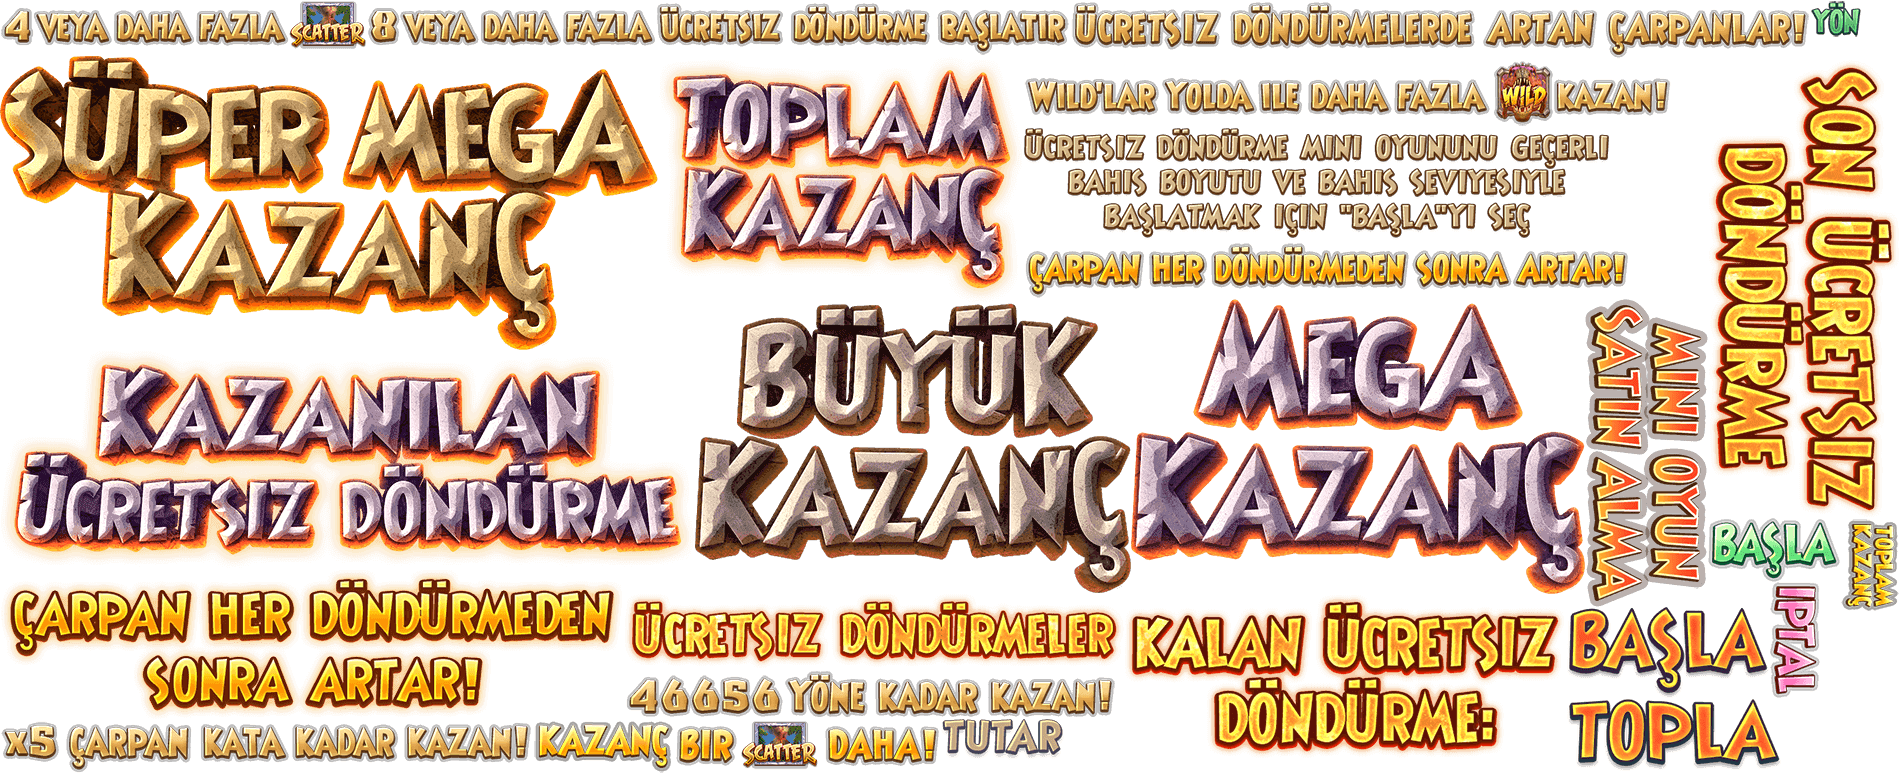 4 VEYA DAHA FAZLA SCATTER 8 VEYA DAHA FAZLA ÜCRETSIZ DÖNDÜRME BAŞLATIR ÜCRETSIZ DÖNDÜRMELERDE ARTAN ÇARPANLAR! YÖN
SÜPER MEGA
KAZANÇ
TOPLAM
KAZANÇ
WILD'LAR YOLDA ILE DAHA FAZLA WILD KAZAN!
ÜCRETSIZ DÖNDÜRME MINI OYUNUNU GEÇERLI
BAHIS BOYUTU VE BAHIS SEVIYESIYLE
BAŞLATMAK IÇIN "BAŞLA"YI SEÇ
ÇARPAN HER DÖNDÜRMEDEN SONRA ARTAR!
SON ÜCRETSIZ
DÖNDÜRME
KAZANILAN
ÜCRETSIZ DÖNDÜRME
BÜYÜK
KAZANÇ
MEGA
KAZANÇ
MINI OYUN
SATIN ALMA
BAŞLA
TOPLAM
KAZANÇ
ÇARPAN HER DÖNDÜRMEDEN
SONRA ARTAR!
ÜCRETSIZ DÖNDÜRMELER
46656 YÖNE KADAR KAZAN!
KALAN ÜCRETSIZ
DÖNDÜRME:
BAŞLA
IPTAL
TOPLA
X5 ÇARPAN KATA KADAR KAZAN! KAZANÇ BIR SCATTER DAHA! TUTAR